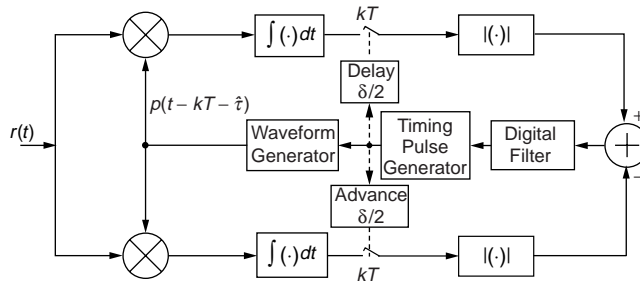 kT
∫(·)dt
|(·)|
Delay
δ/2
p(t – kT – τ̂)
+
r(t)
Waveform
Generator
Timing
Pulse
Generator
Digital
Filter
+
–
Advance
δ/2
∫(·)dt
kT
|(·)|